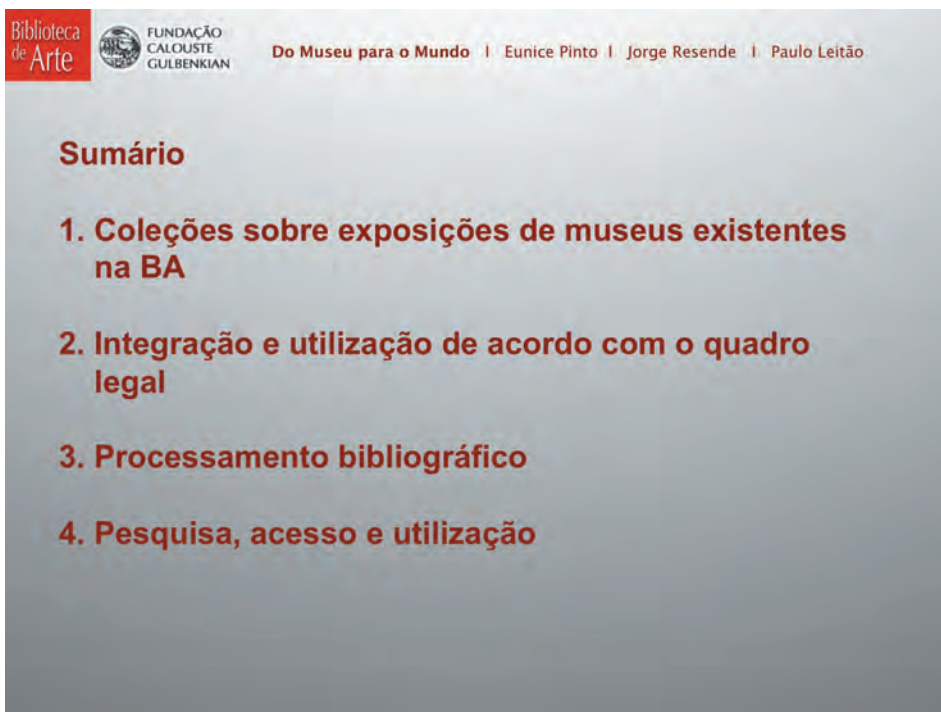 Biblioteca
de Arte
FUNDAÇÃO
CALOUSTE
GULBENKIAN
Do Museu para o Mundo I Eunice Pinto I Jorge Resende I Paulo Leitão
Sumário
1. Coleções sobre exposições de museus existentes
na BA
2. Integração e utilização de acordo com o quadro
legal
3. Processamento bibliográfico
4. Pesquisa, acesso e utilização